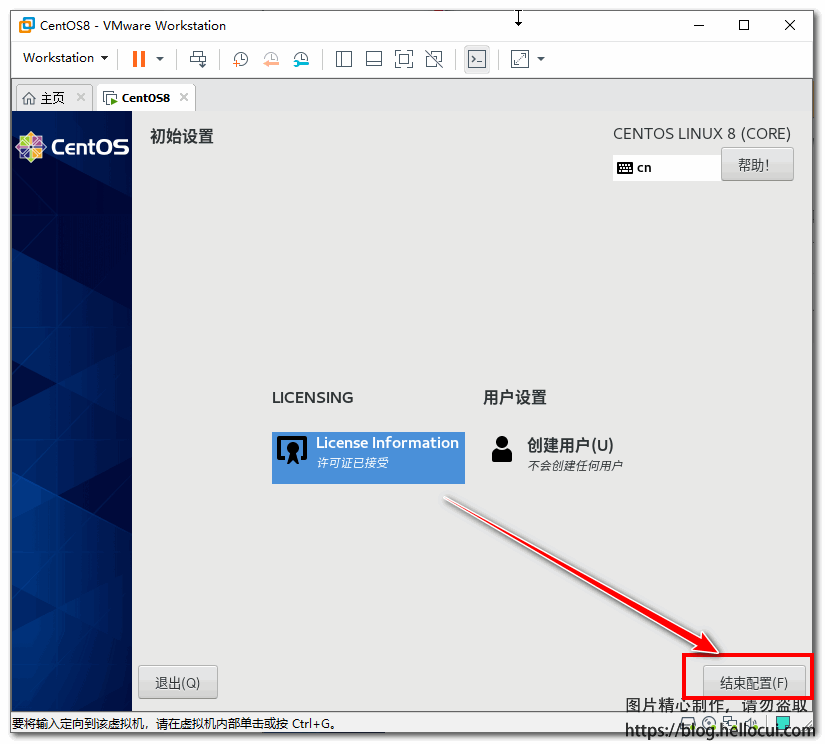 CentOS8 - VMware Workstation
Workstation
主页
CentOS8
CentOS
初始设置
CENTOS LINUX 8 (CORE)
cn
帮助！
LICENSING
用户设置
License Information
许可证已接受
创建用户(U)
不会创建任何用户
退出(Q)
结束配置(F)
图片精心制作，请勿盗取
要将输入定向到该虚拟机，请在虚拟机内部单击或按 Ctrl+G。
https://blog.hellocui.com